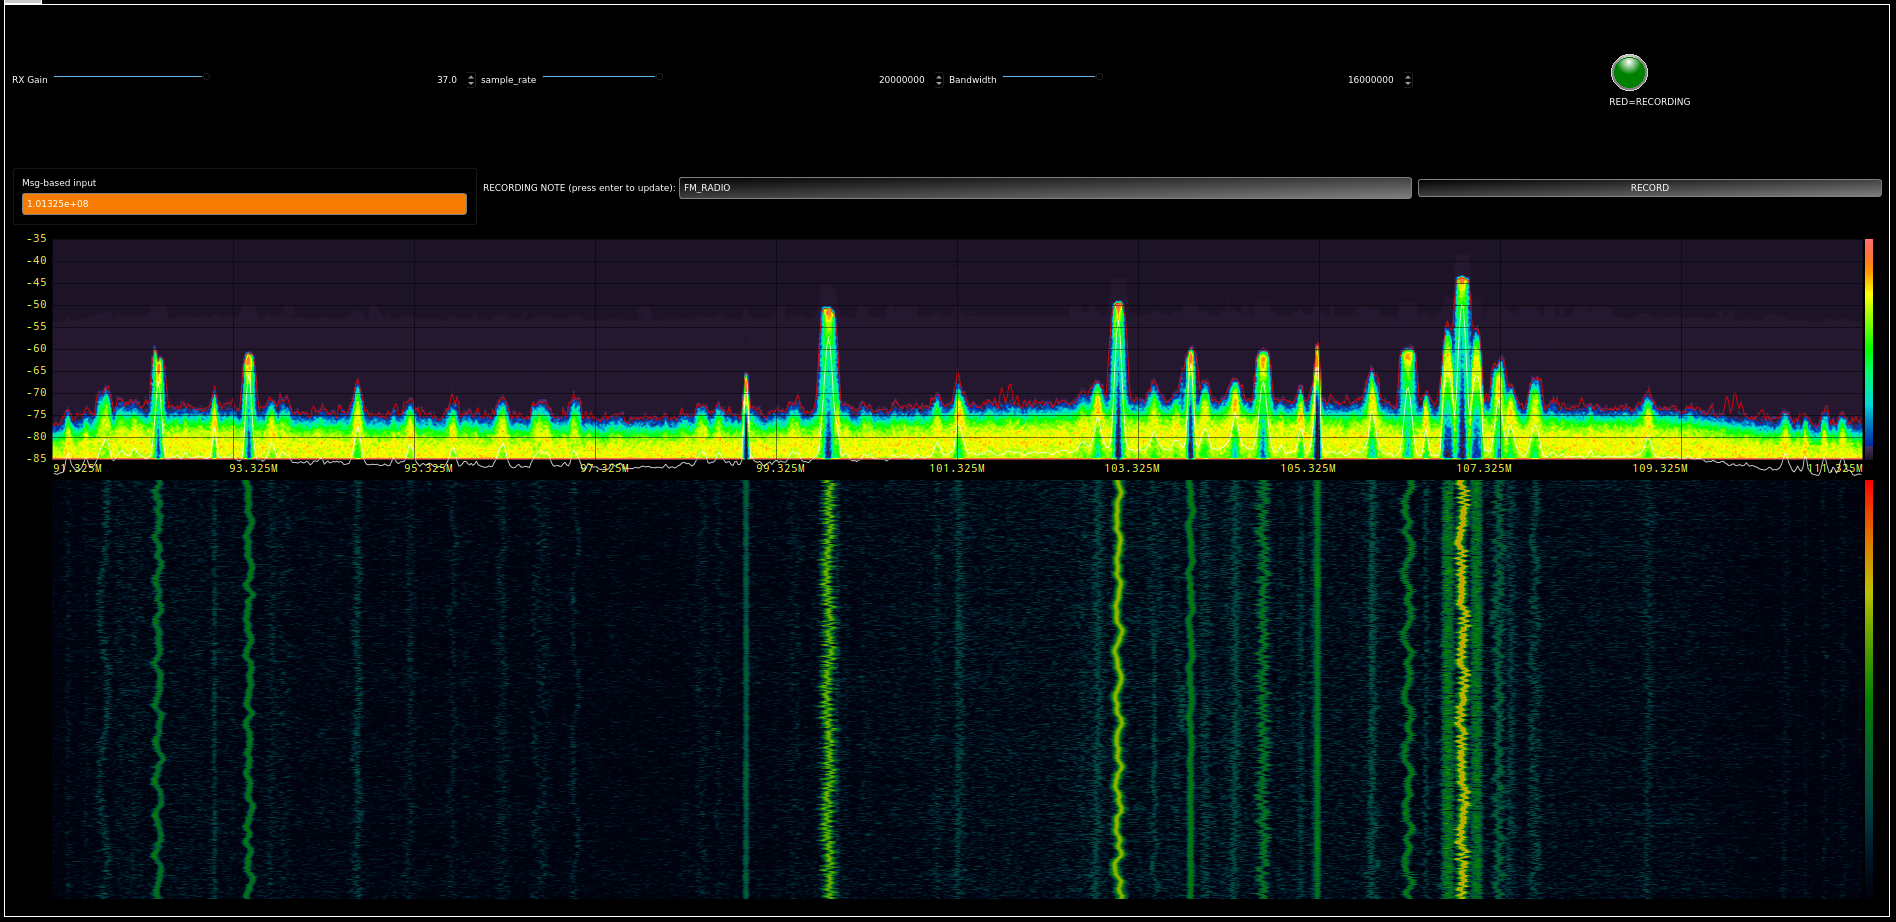 RX Gain 37.0 sample_rate 20000000 Bandwidth 16000000
RED=RECORDING
Msg-based input
1.01325e+08
RECORDING NOTE (press enter to update): FM_RADIO RECORD
-35
-40
-45
-50
-55
-60
-65
-70
-75
-80
-85
91.325M 93.325M 95.325M 97.325M 99.325M 101.325M 103.325M 105.325M 107.325M 109.325M 111.325M